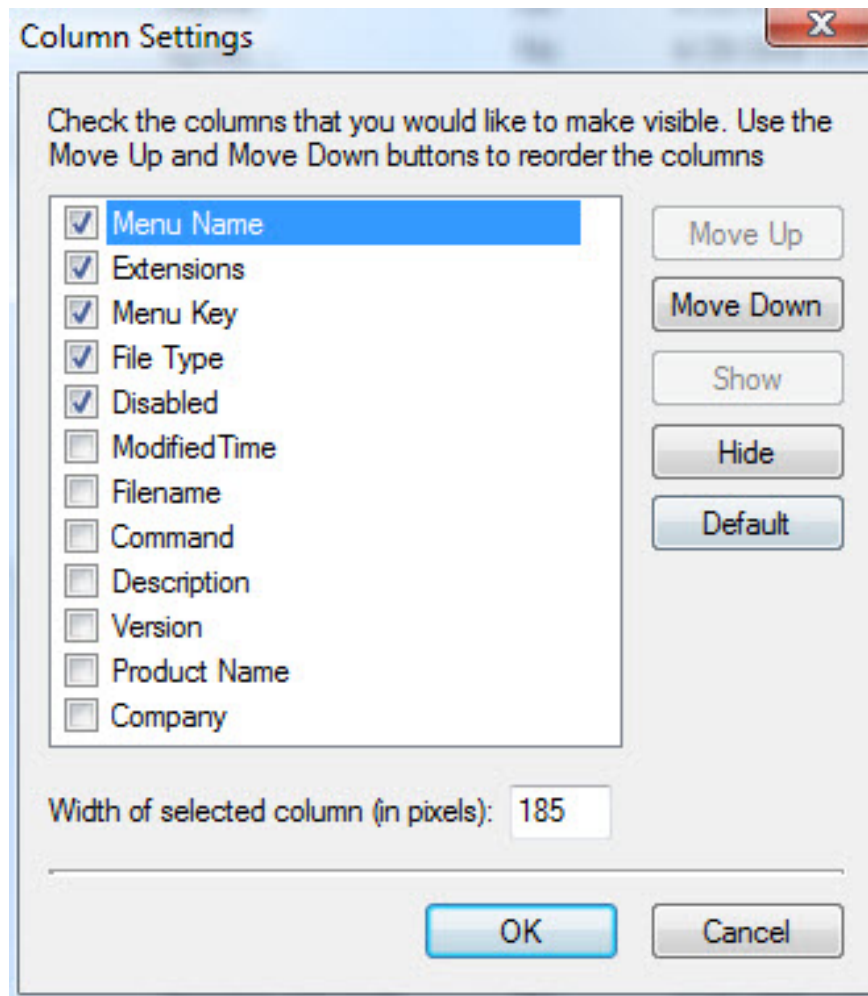 Column Settings
Check the columns that you would like to make visible. Use the
Move Up and Move Down buttons to reorder the columns
Menu Name
Extensions
Menu Key
File Type
Disabled
ModifiedTime
Filename
Command
Description
Version
Product Name
Company
Move Up
Move Down
Show
Hide
Default
Width of selected column (in pixels): 185
OK
Cancel